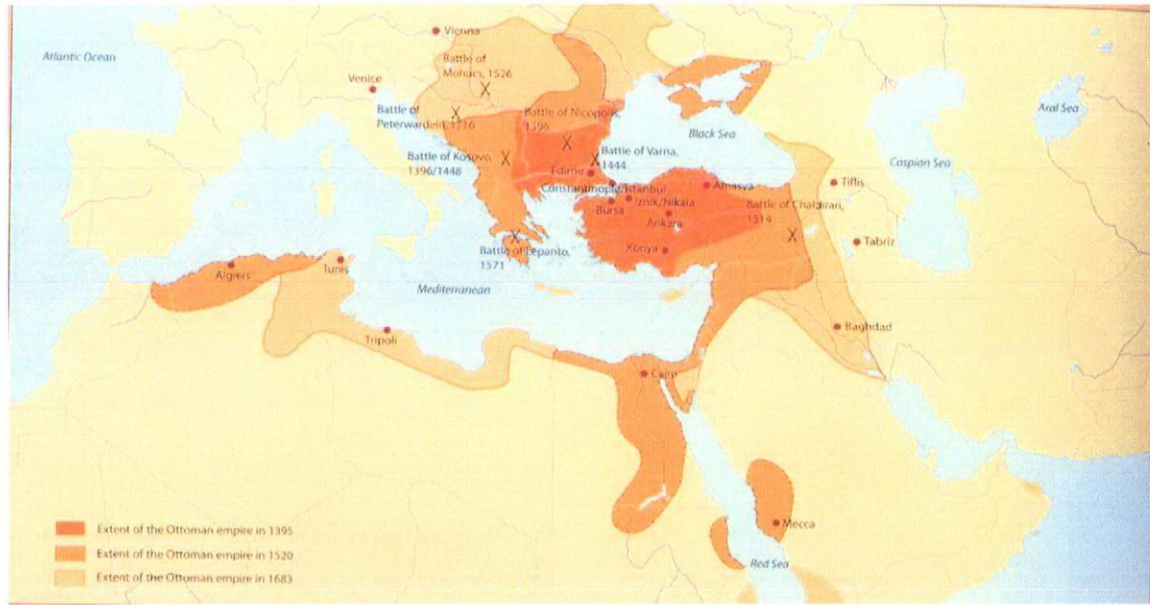 Atlantic Ocean
Vienna
Battle of
Mohacs, 1526
Venice
Battle of
Peterwardein, 1716
Battle of Nicopolis,
1396
Black Sea
Aral Sea
Caspian Sea
Battle of Kosovo,
1396/1448
Battle of Varna,
1444
Edirne
Constantinople/Istanbul
Amasya
Tiflis
Iznik/Nikaia
Bursa
Ankara
Battle of Chaldiran,
1514
Konya
Tabriz
Battle of Lepanto,
1571
Algiers
Tunis
Mediterranean
Tripoli
Baghdad
Cairo
Mecca
Red Sea
Extent of the Ottoman empire in 1395
Extent of the Ottoman empire in 1520
Extent of the Ottoman empire in 1683